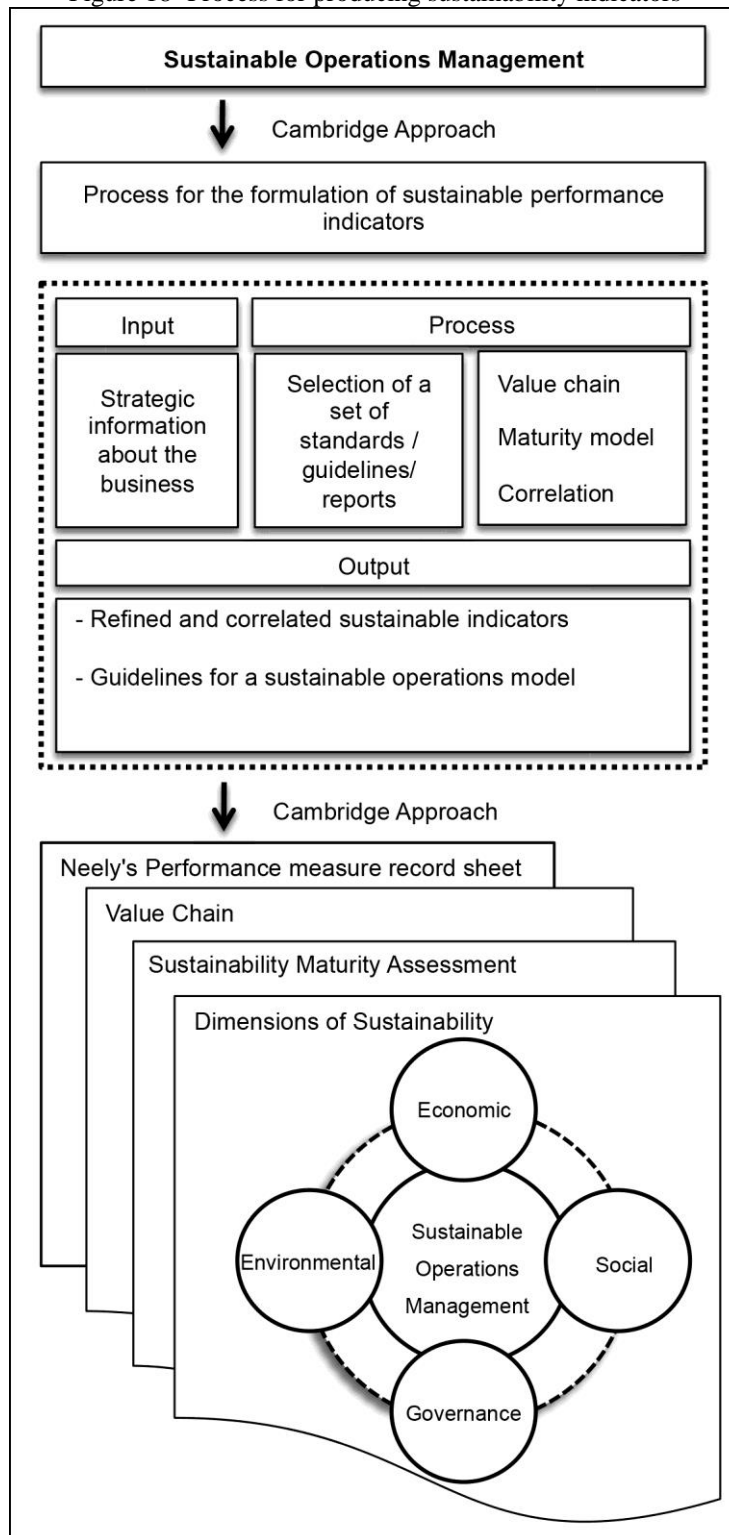 Figure 18 Process for producing sustainability indicators
Sustainable Operations Management
Cambridge Approach
Process for the formulation of sustainable performance
indicators
Input
Process
Strategic
information
about the
business
Selection of a
set of
standards /
guidelines/
reports
Value chain
Maturity model
Correlation
Output
- Refined and correlated sustainable indicators
- Guidelines for a sustainable operations model
Cambridge Approach
Neely's Performance measure record sheet
Value Chain
Sustainability Maturity Assessment
Dimensions of Sustainability
Economic
Environmental
Sustainable
Operations
Management
Social
Governance